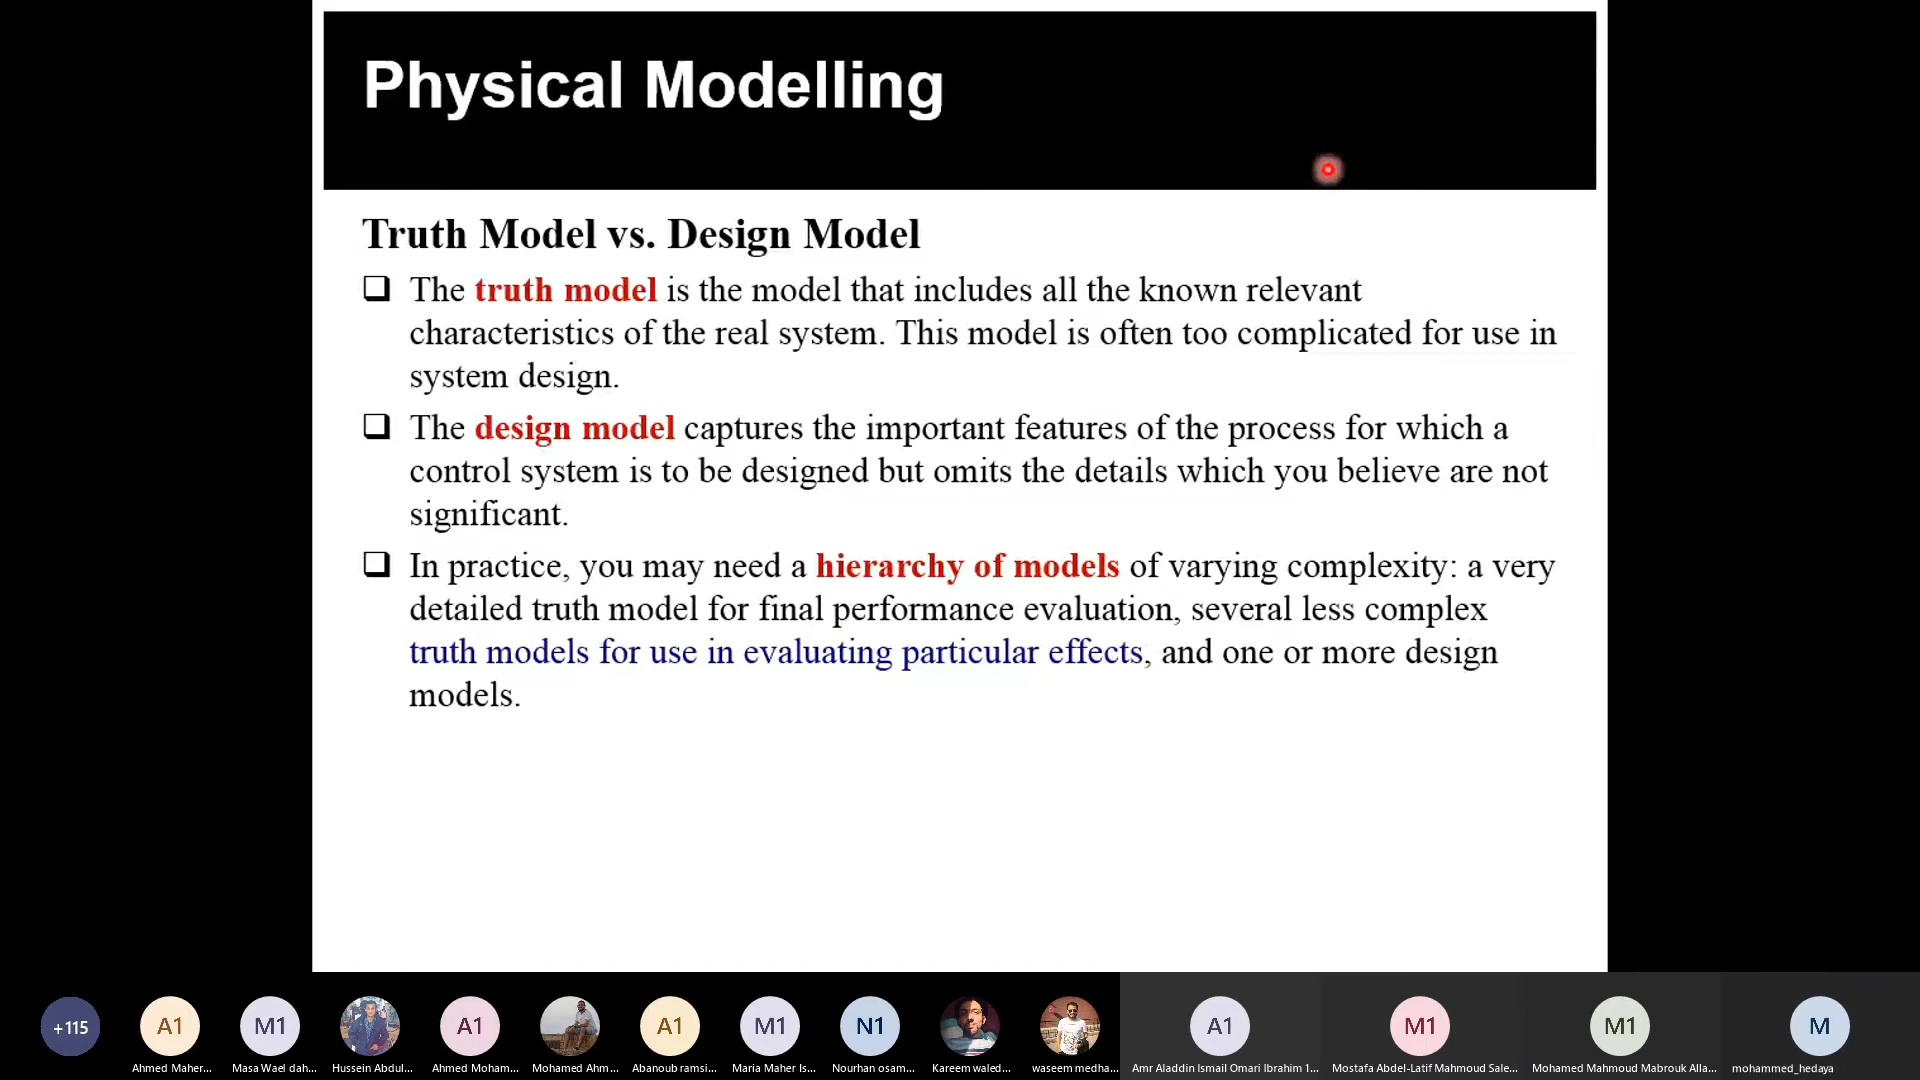 Physical Modelling
Truth Model vs. Design Model
The truth model is the model that includes all the known relevant
characteristics of the real system. This model is often too complicated for use in
system design.
The design model captures the important features of the process for which a
control system is to be designed but omits the details which you believe are not
significant.
In practice, you may need a hierarchy of models of varying complexity: a very
detailed truth model for final performance evaluation, several less complex
truth models for use in evaluating particular effects, and one or more design
models.
+115 A1 M1 A1 A1 M1 N1 A1 M1 M1 M
Ahmed Maher... Masa Wael dah... Hussein Abdul... Ahmed Moham... Mohamed Ahm... Abanoub ramsi... Maria Maher Is... Nourhan osam... Kareem waled... waseem medha... Amr Aladdin Ismail Omari Ibrahim 1... Mostafa Abdel-Latif Mahmoud Sale... Mohamed Mahmoud Mabrouk Alla... mohammed_hedaya